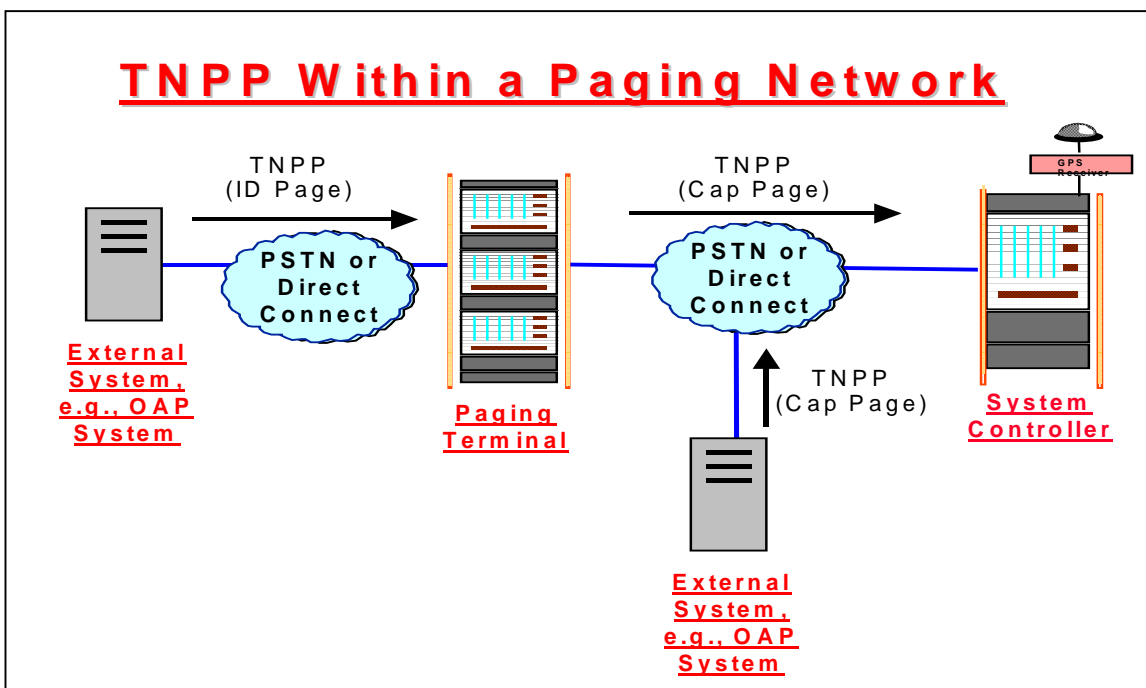 TNPP Within a Paging Network
TNPP
(ID Page)
TNPP
(Cap Page)
GPS
Receiver
PSTN or
Direct
Connect
PSTN or
Direct
Connect
External
System,
e.g., OAP
System
Paging
Terminal
TNPP
(Cap Page)
System
Controller
External
System,
e.g., OAP
System